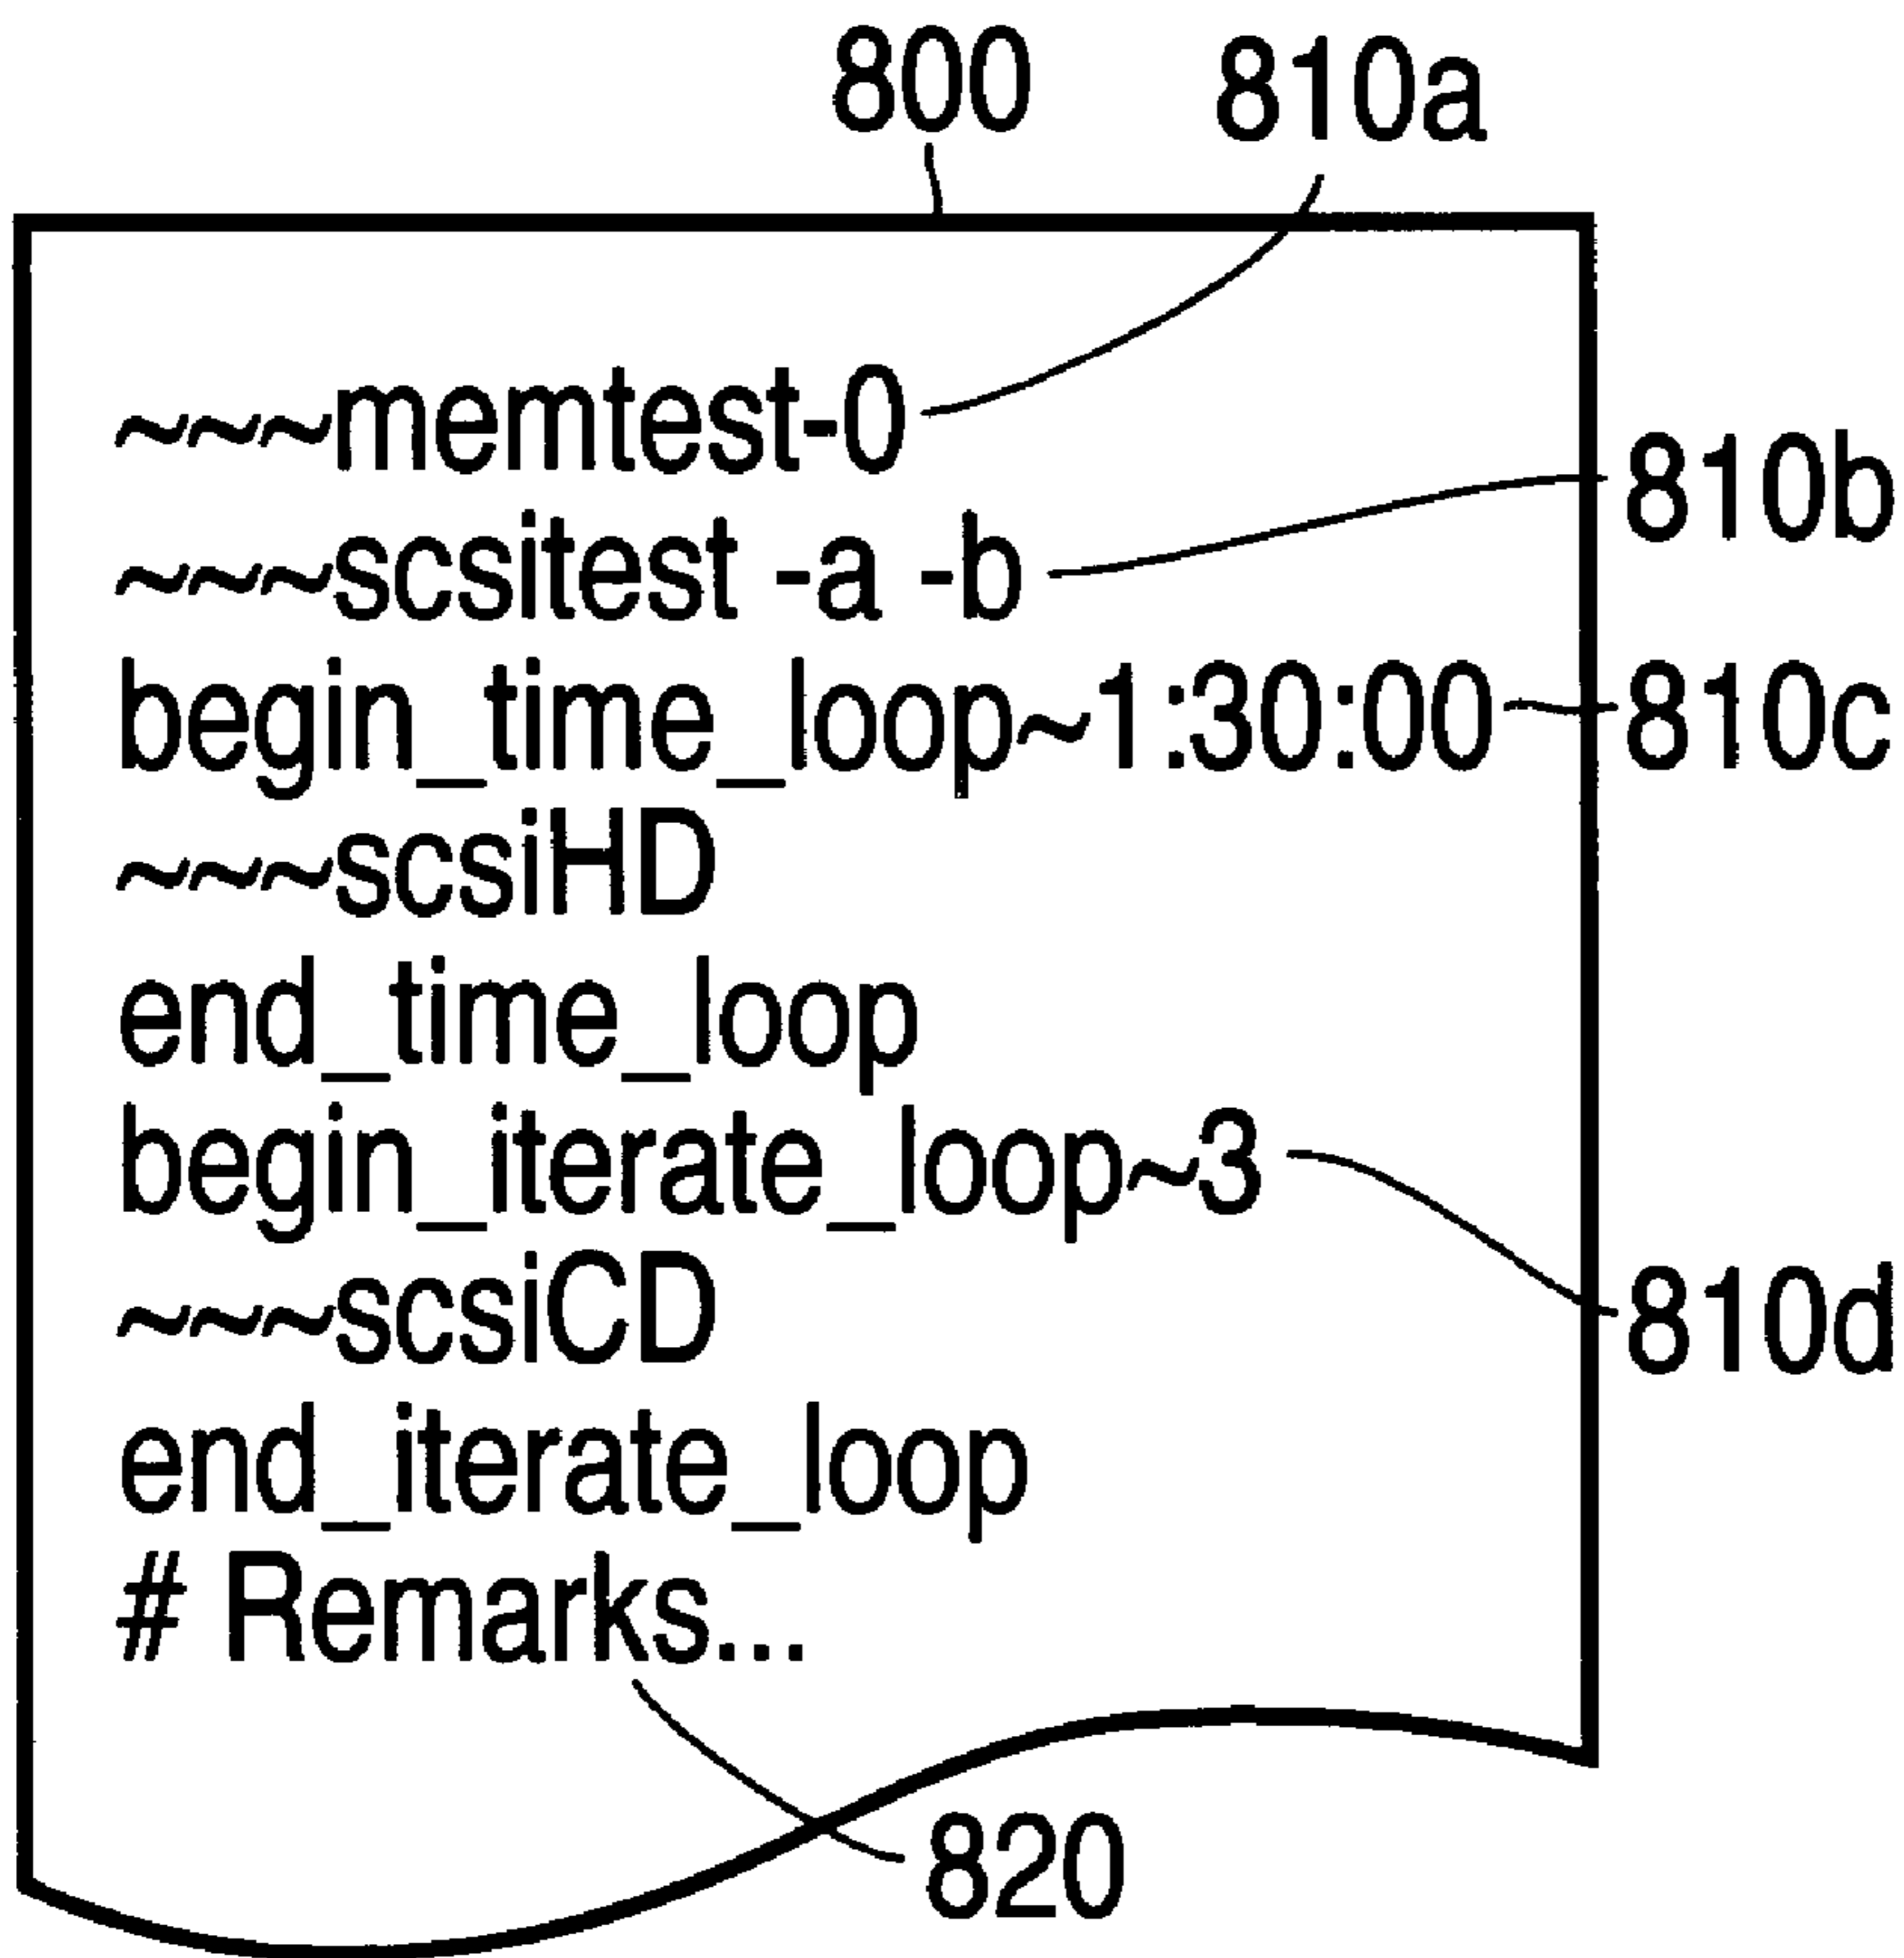 800 810a
~~~memtest-0
~~~scsitest -a -b 810b
begin_time_loop~1:30:00 810c
~~~scsiHD
end_time_loop
begin_iterate_loop~3
~~~scsiCD 810d
end_iterate_loop
# Remarks...
820